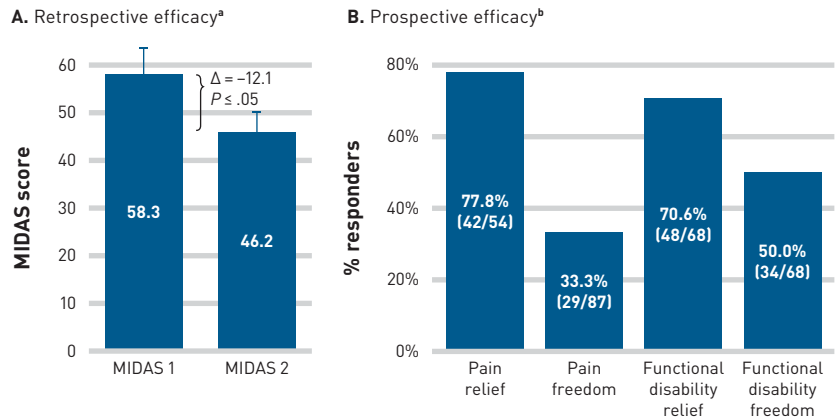 A. Retrospective efficacyᵃ
MIDAS score
60
50
40
30
20
10
0
Δ = –12.1
P ≤ .05
58.3
46.2
MIDAS 1
MIDAS 2
B. Prospective efficacyᵇ
% responders
80%
60%
40%
20%
0%
77.8%
(42/54)
33.3%
(29/87)
70.6%
(48/68)
50.0%
(34/68)
Pain
relief
Pain
freedom
Functional
disability
relief
Functional
disability
freedom